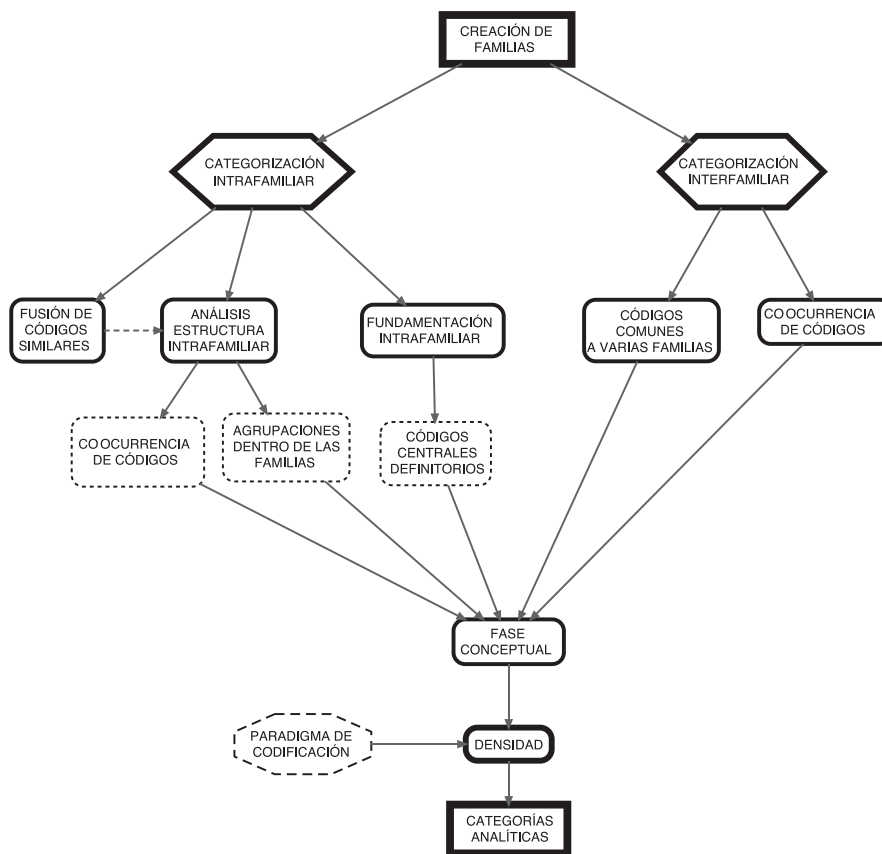 CREACIÓN DE
FAMILIAS
CATEGORIZACIÓN
INTRAFAMILIAR
CATEGORIZACIÓN
INTERFAMILIAR
FUSIÓN DE
CÓDIGOS
SIMILARES
ANÁLISIS
ESTRUCTURA
INTRAFAMILIAR
FUNDAMENTACIÓN
INTRAFAMILIAR
CÓDIGOS
COMUNES
A VARIAS FAMILIAS
CO OCURRENCIA
DE CÓDIGOS
CO OCURRENCIA
DE CÓDIGOS
AGRUPACIONES
DENTRO DE LAS
FAMILIAS
CÓDIGOS
CENTRALES
DEFINITORIOS
FASE
CONCEPTUAL
PARADIGMA DE
CODIFICACIÓN
DENSIDAD
CATEGORÍAS
ANALÍTICAS